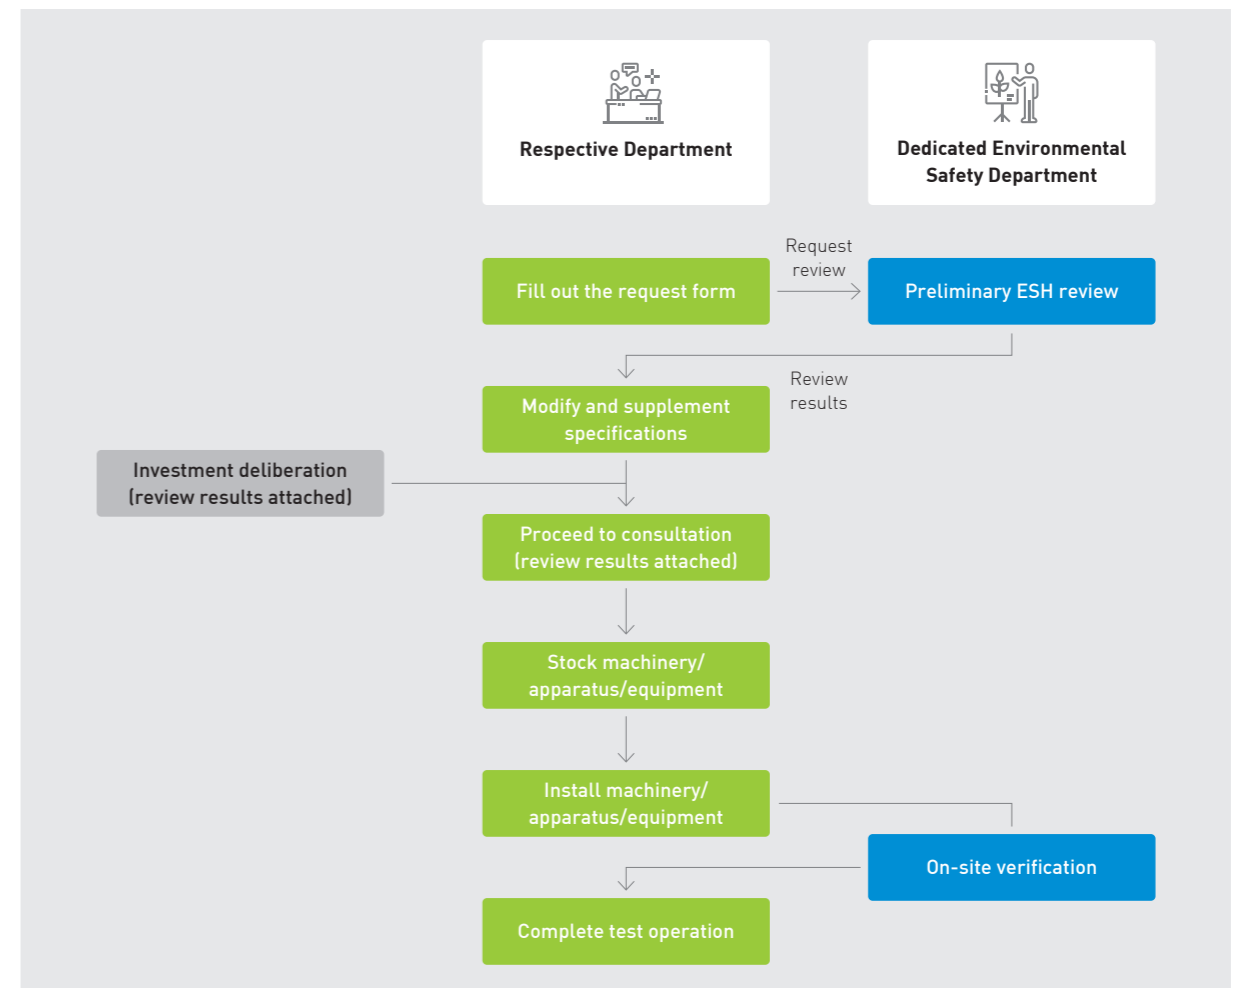 Respective Department
Dedicated Environmental
Safety Department
Request
review
Fill out the request form
Preliminary ESH review
Review
results
Modify and supplement
specifications
Investment deliberation
(review results attached)
Proceed to consultation
(review results attached)
Stock machinery/
apparatus/equipment
Install machinery/
apparatus/equipment
On-site verification
Complete test operation